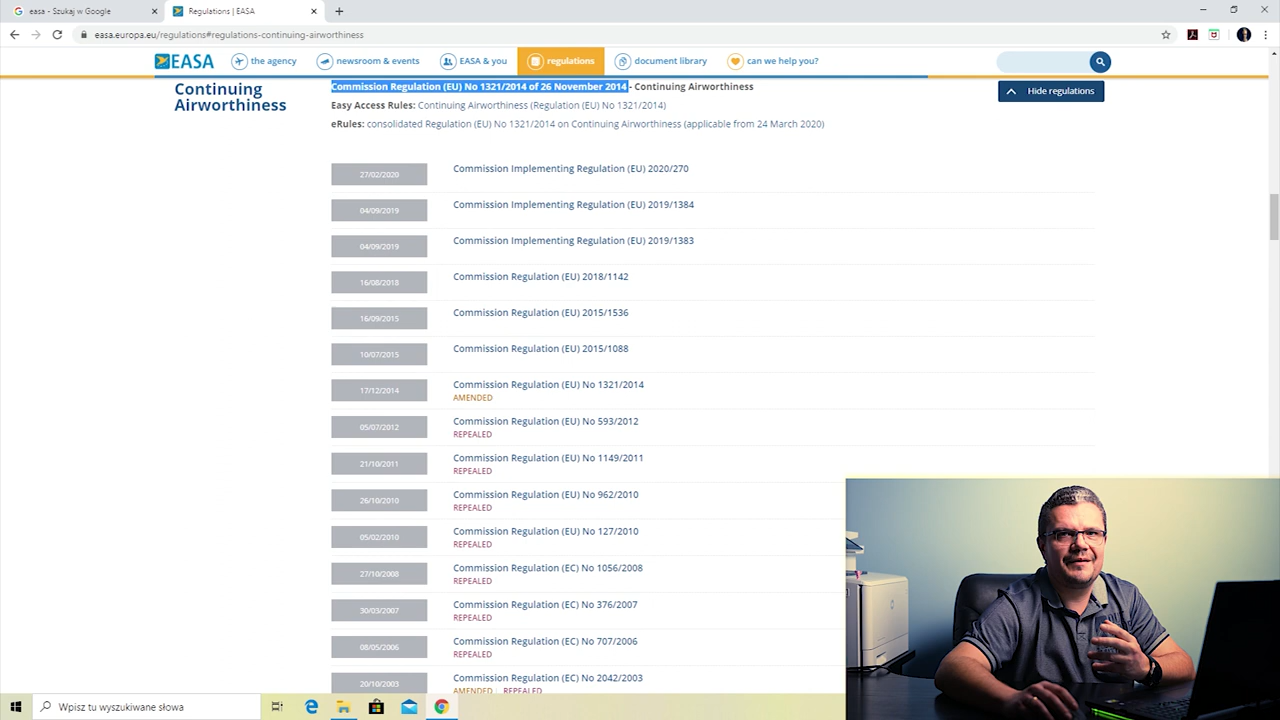 easa - Szukaj w Google
Regulations | EASA
easa.europa.eu/regulations#regulations-continuing-airworthiness
EASA
the agency
newsroom & events
EASA & you
regulations
document library
can we help you?
Continuing
Airworthiness
Commission Regulation (EU) No 1321/2014 of 26 November 2014 - Continuing Airworthiness
Hide regulations
Easy Access Rules: Continuing Airworthiness (Regulation (EU) No 1321/2014)
eRules: consolidated Regulation (EU) No 1321/2014 on Continuing Airworthiness (applicable from 24 March 2020)
27/02/2020 Commission Implementing Regulation (EU) 2020/270
04/09/2019 Commission Implementing Regulation (EU) 2019/1384
04/09/2019 Commission Implementing Regulation (EU) 2019/1383
16/08/2018 Commission Regulation (EU) 2018/1142
16/09/2015 Commission Regulation (EU) 2015/1536
10/07/2015 Commission Regulation (EU) 2015/1088
17/12/2014 Commission Regulation (EU) No 1321/2014
AMENDED
05/07/2012 Commission Regulation (EU) No 593/2012
REPEALED
21/10/2011 Commission Regulation (EU) No 1149/2011
REPEALED
26/10/2010 Commission Regulation (EU) No 962/2010
REPEALED
05/02/2010 Commission Regulation (EU) No 127/2010
REPEALED
27/10/2008 Commission Regulation (EC) No 1056/2008
REPEALED
30/03/2007 Commission Regulation (EC) No 376/2007
REPEALED
08/05/2006 Commission Regulation (EC) No 707/2006
REPEALED
20/10/2003 Commission Regulation (EC) No 2042/2003
AMENDED | REPEALED
Wpisz tu wyszukiwane słowa